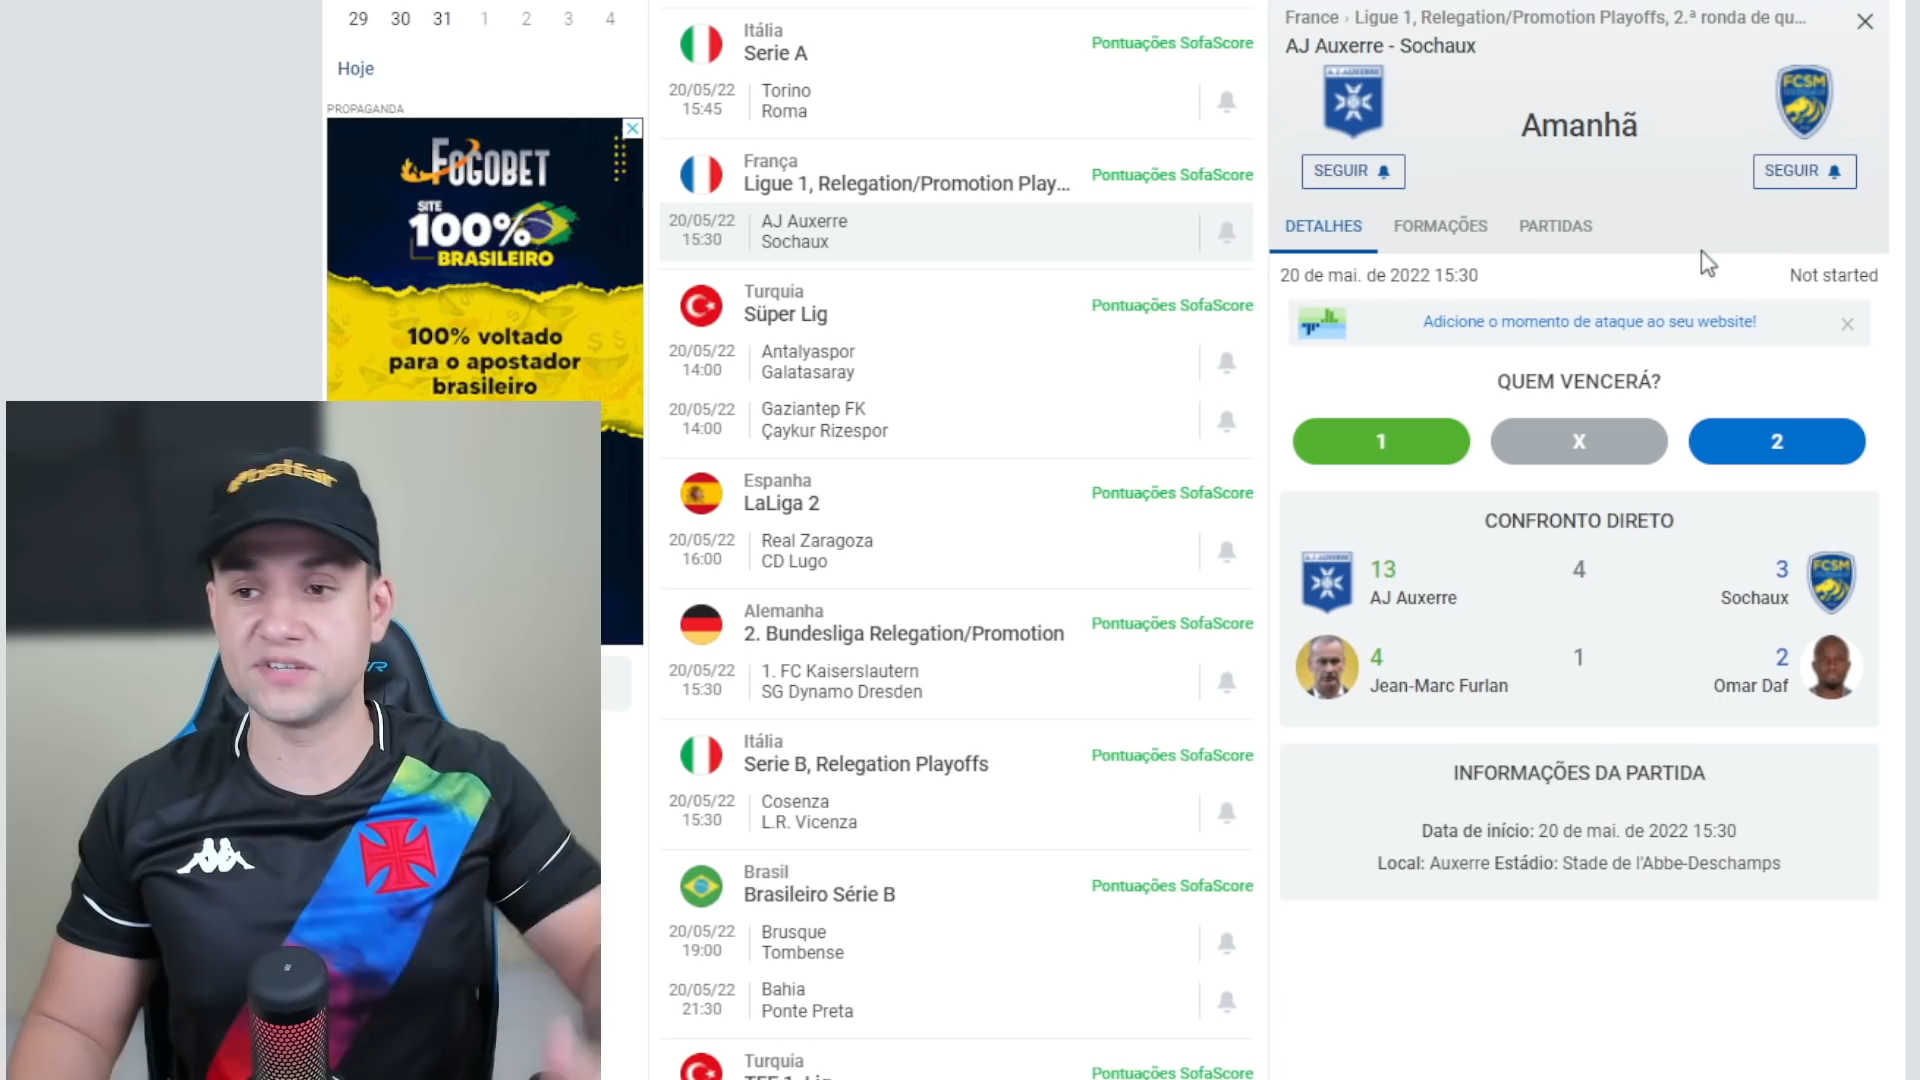 29 30 31 1 2 3 4
Hoje
PROPAGANDA
FOGOBET
SITE
100%
BRASILEIRO
100% voltado
para o apostador
brasileiro
Itália
Serie A
Pontuações SofaScore
20/05/22
15:45
Torino
Roma
França
Ligue 1, Relegation/Promotion Play...
Pontuações SofaScore
20/05/22
15:30
AJ Auxerre
Sochaux
Turquia
Süper Lig
Pontuações SofaScore
20/05/22
14:00
Antalyaspor
Galatasaray
20/05/22
14:00
Gaziantep FK
Çaykur Rizespor
Espanha
LaLiga 2
Pontuações SofaScore
20/05/22
16:00
Real Zaragoza
CD Lugo
Alemanha
2. Bundesliga Relegation/Promotion
Pontuações SofaScore
20/05/22
15:30
1. FC Kaiserslautern
SG Dynamo Dresden
Itália
Serie B, Relegation Playoffs
Pontuações SofaScore
20/05/22
15:30
Cosenza
L.R. Vicenza
Brasil
Brasileiro Série B
Pontuações SofaScore
20/05/22
19:00
Brusque
Tombense
20/05/22
21:30
Bahia
Ponte Preta
Turquia
Pontuações SofaScore
France › Ligue 1, Relegation/Promotion Playoffs, 2.ª ronda de qu...
AJ Auxerre - Sochaux
A.J. AUXERRE
FCSM
Amanhã
SEGUIR
SEGUIR
DETALHES FORMAÇÕES PARTIDAS
20 de mai. de 2022 15:30
Not started
Adicione o momento de ataque ao seu website!
QUEM VENCERÁ?
1 X 2
CONFRONTO DIRETO
A.J. AUXERRE
13 4 3
AJ Auxerre
Sochaux
FCSM
4 1 2
Jean-Marc Furlan
Omar Daf
INFORMAÇÕES DA PARTIDA
Data de início: 20 de mai. de 2022 15:30
Local: Auxerre Estádio: Stade de l'Abbe-Deschamps
betfair